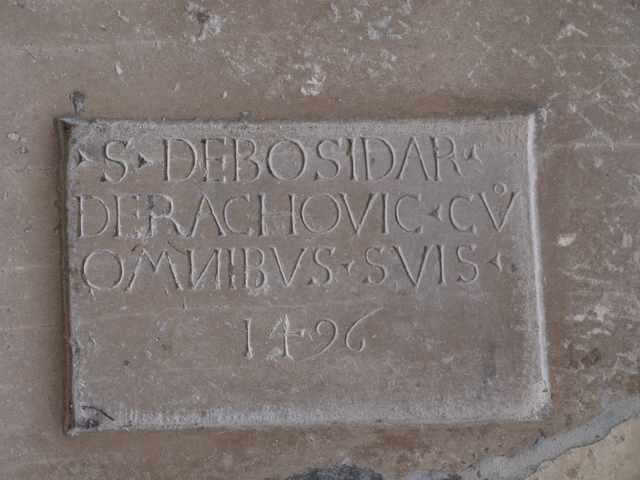 · S · DEBOSIDAR ·
DERACHOVIC · CV̊
OMNIBVS · SVIS ·
1496